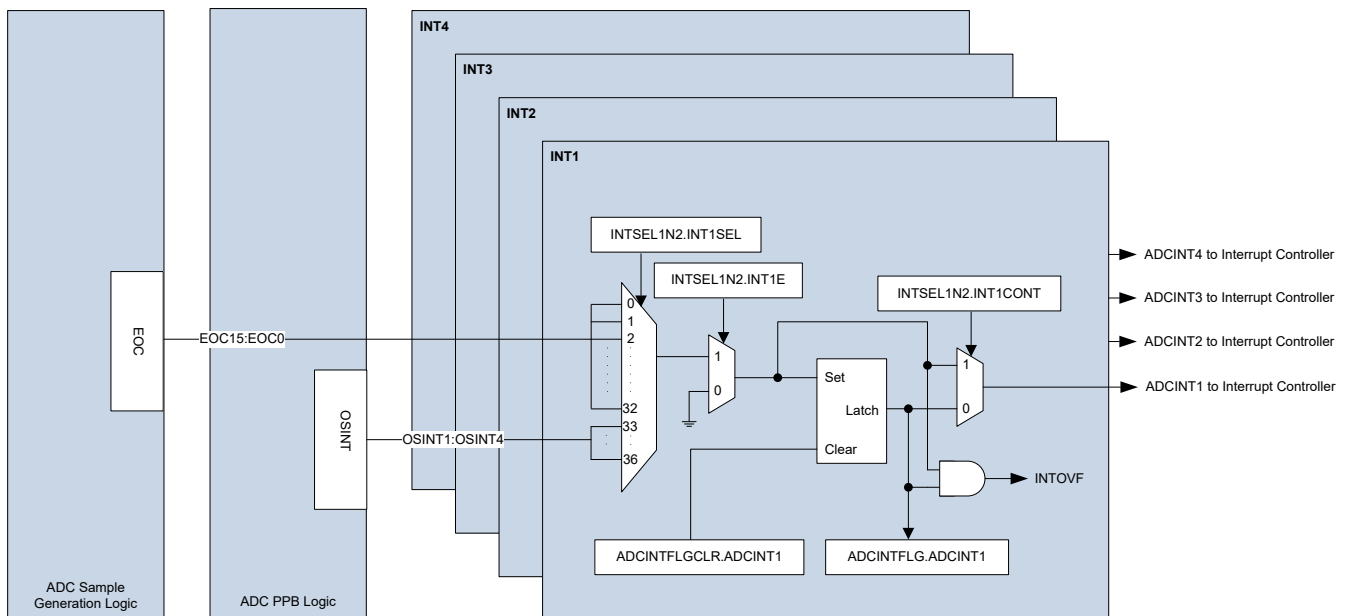 INT4
INT3
INT2
INT1
INTSEL1N2.INT1SEL
INTSEL1N2.INT1E
INTSEL1N2.INT1CONT
ADCINT4 to Interrupt Controller
ADCINT3 to Interrupt Controller
ADCINT2 to Interrupt Controller
ADCINT1 to Interrupt Controller
EOC
EOC15:EOC0
0
1
2
32
33
36
1
0
Set
Latch
Clear
1
0
OSINT
OSINT1:OSINT4
INTOVF
ADCINTFLGCLR.ADCINT1
ADCINTFLG.ADCINT1
ADC Sample
Generation Logic
ADC PPB Logic